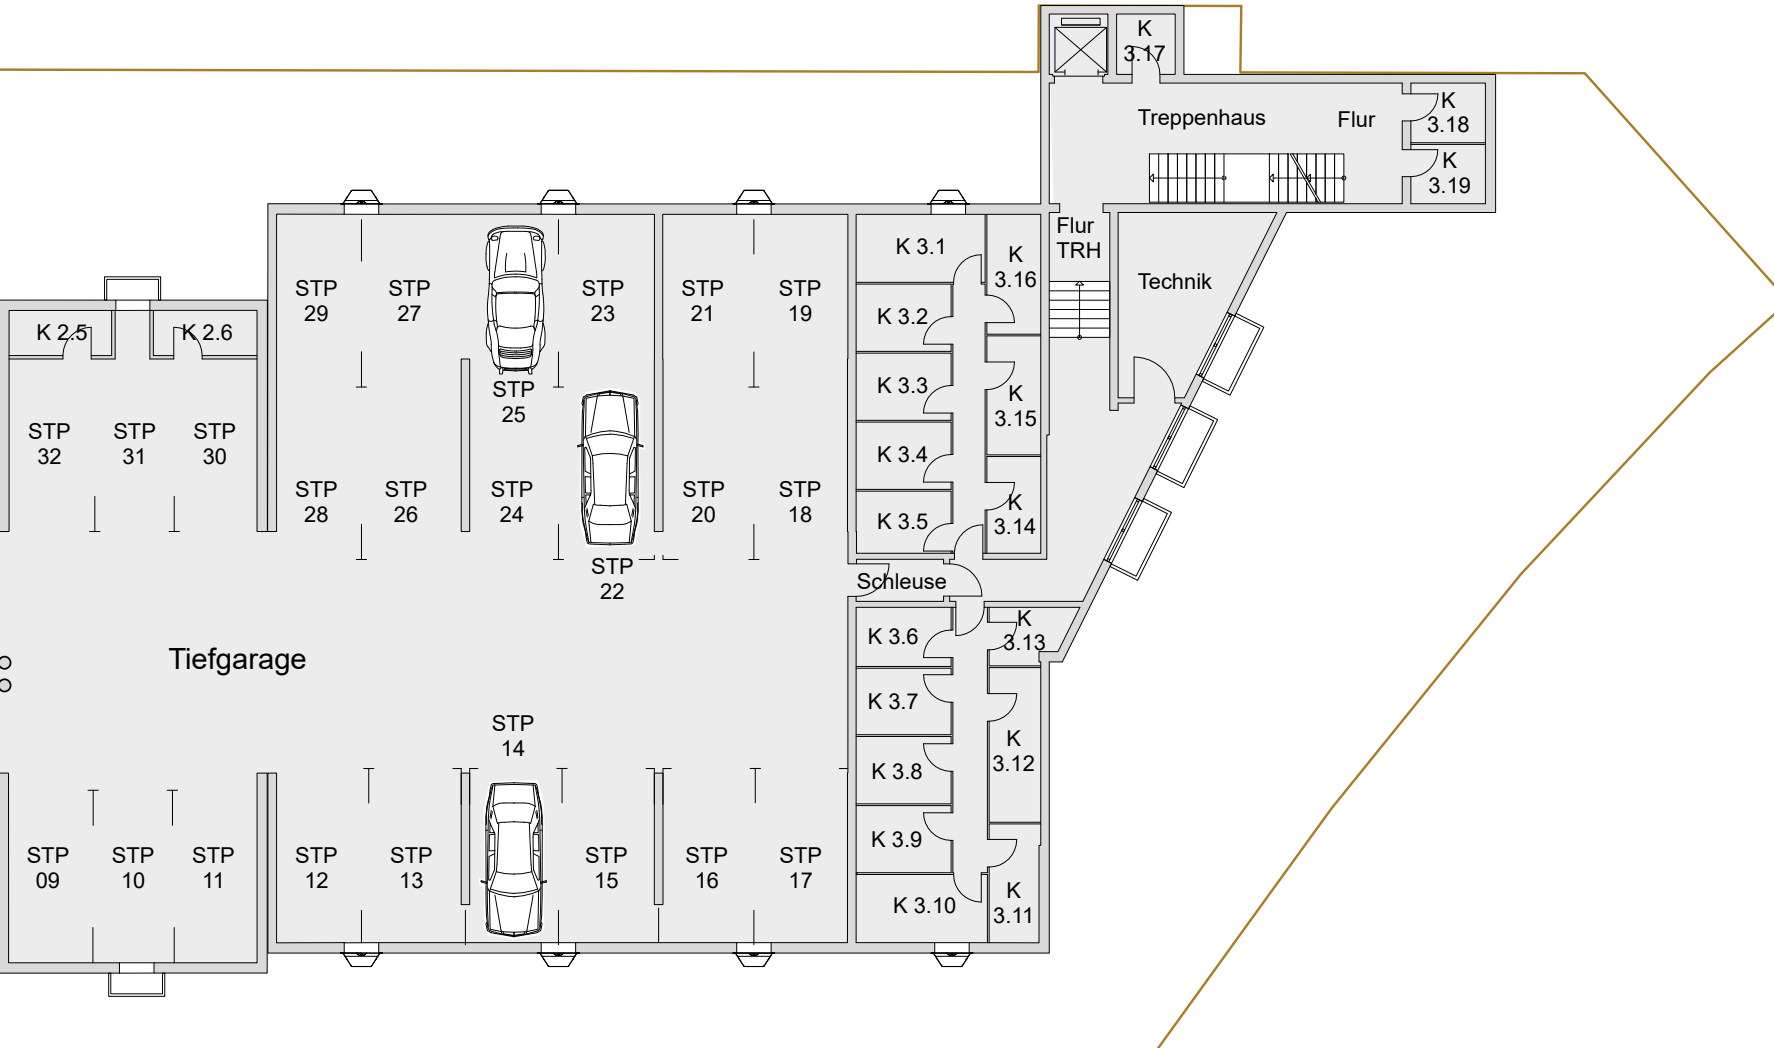 K
3.17
Treppenhaus
Flur
K
3.18
K
3.19
Flur
TRH
Technik
K 3.1
K
3.16
K 3.2
K 3.3
K
3.15
K 3.4
K 3.5
K
3.14
STP
29
STP
27
STP
23
STP
21
STP
19
K 2.5
K 2.6
STP
25
STP
32
STP
31
STP
30
STP
28
STP
26
STP
24
STP
20
STP
18
STP
22
Schleuse
K 3.6
K
3.13
Tiefgarage
K 3.7
STP
14
K
3.12
K 3.8
K 3.9
STP
09
STP
10
STP
11
STP
12
STP
13
STP
15
STP
16
STP
17
K 3.10
K
3.11